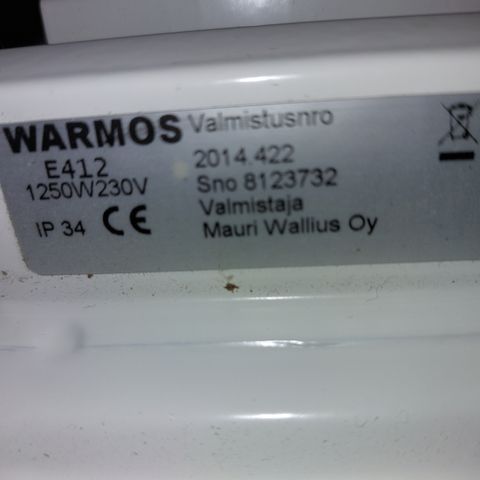 WARMOS Valmistusnro
E412 2014.422
1250W230V Sno 8123732
Valmistaja
IP 34 CE Mauri Wallius Oy